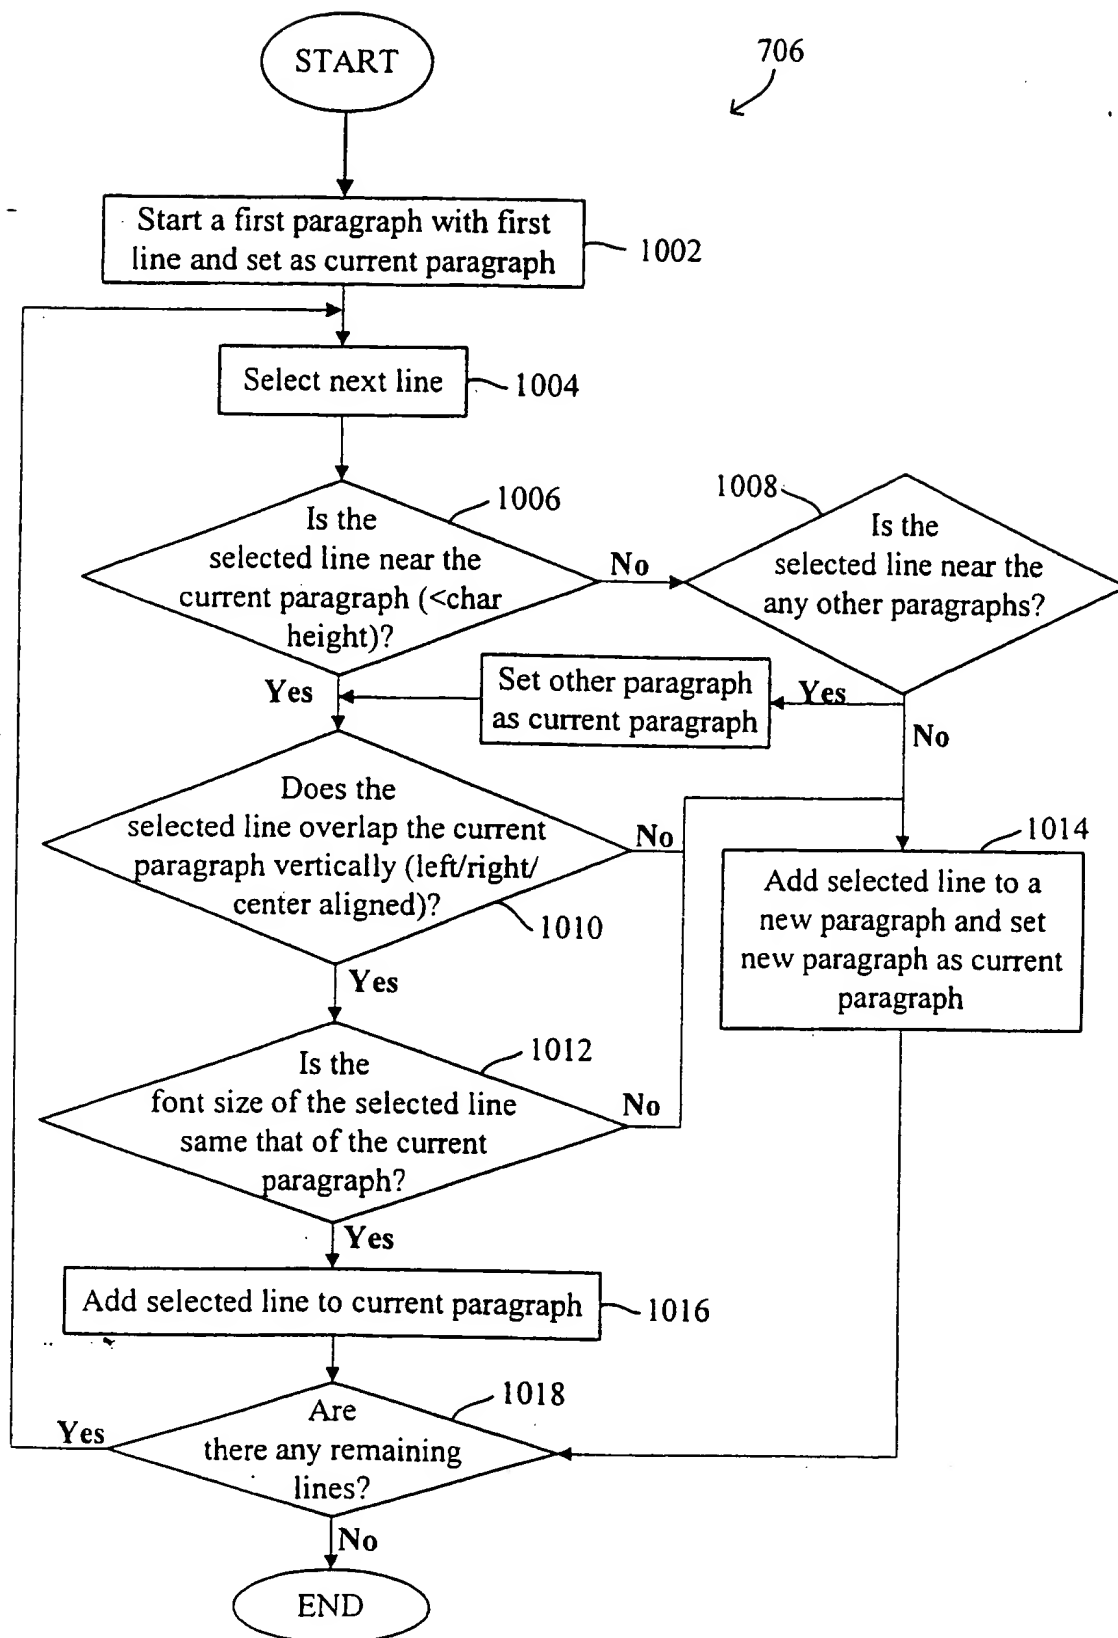 START
706
Start a first paragraph with first
line and set as current paragraph
1002
Select next line
1004
1006
Is the
selected line near the
current paragraph (<char
height)?
No
1008
Is the
selected line near the
any other paragraphs?
Yes
Set other paragraph
as current paragraph
Yes
No
Does the
selected line overlap the current
paragraph vertically (left/right/
center aligned)?
No
1010
1014
Add selected line to a
new paragraph and set
new paragraph as current
paragraph
Yes
1012
Is the
font size of the selected line
same that of the current
paragraph?
No
Yes
Add selected line to current paragraph
1016
1018
Are
there any remaining
lines?
Yes
No
END